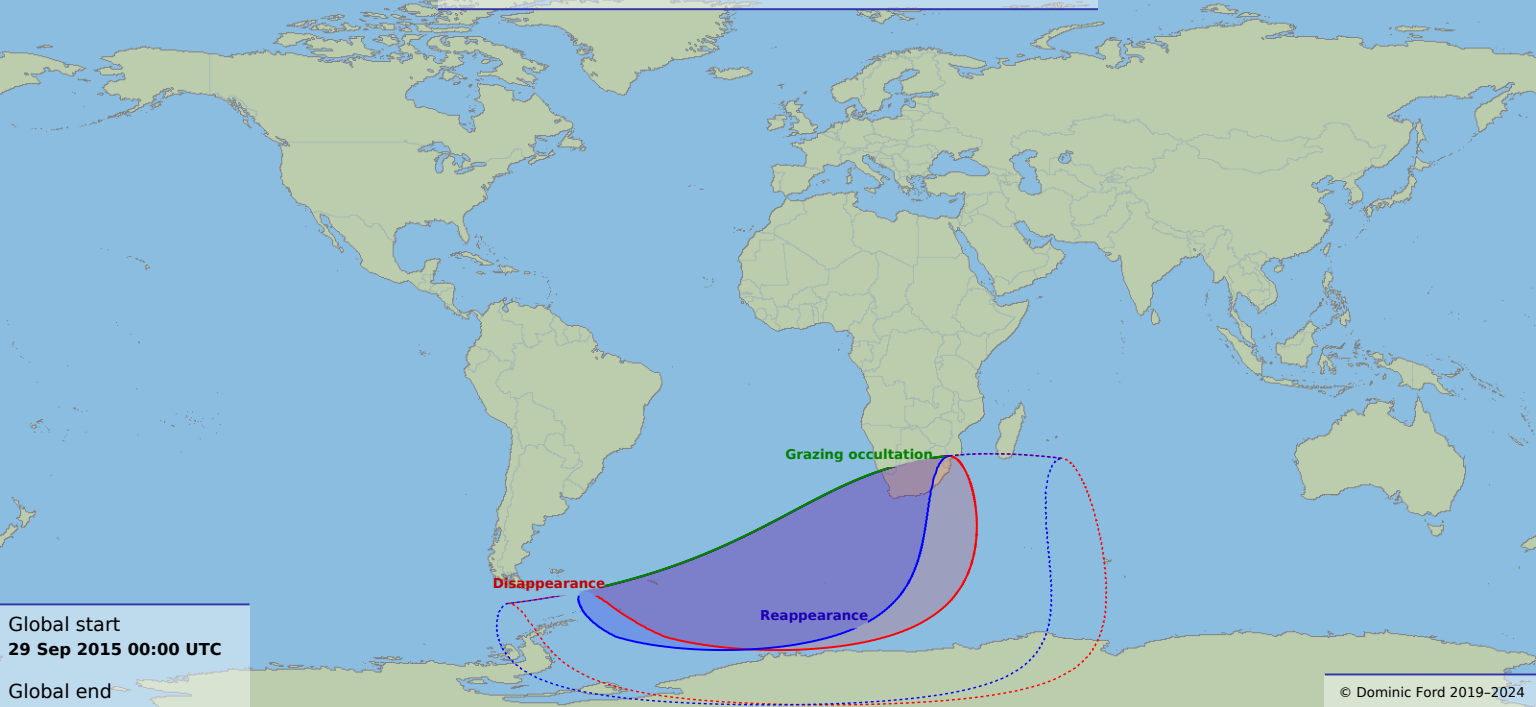 Grazing occultation
Disappearance
Reappearance
Global start
29 Sep 2015 00:00 UTC
Global end
© Dominic Ford 2019–2024